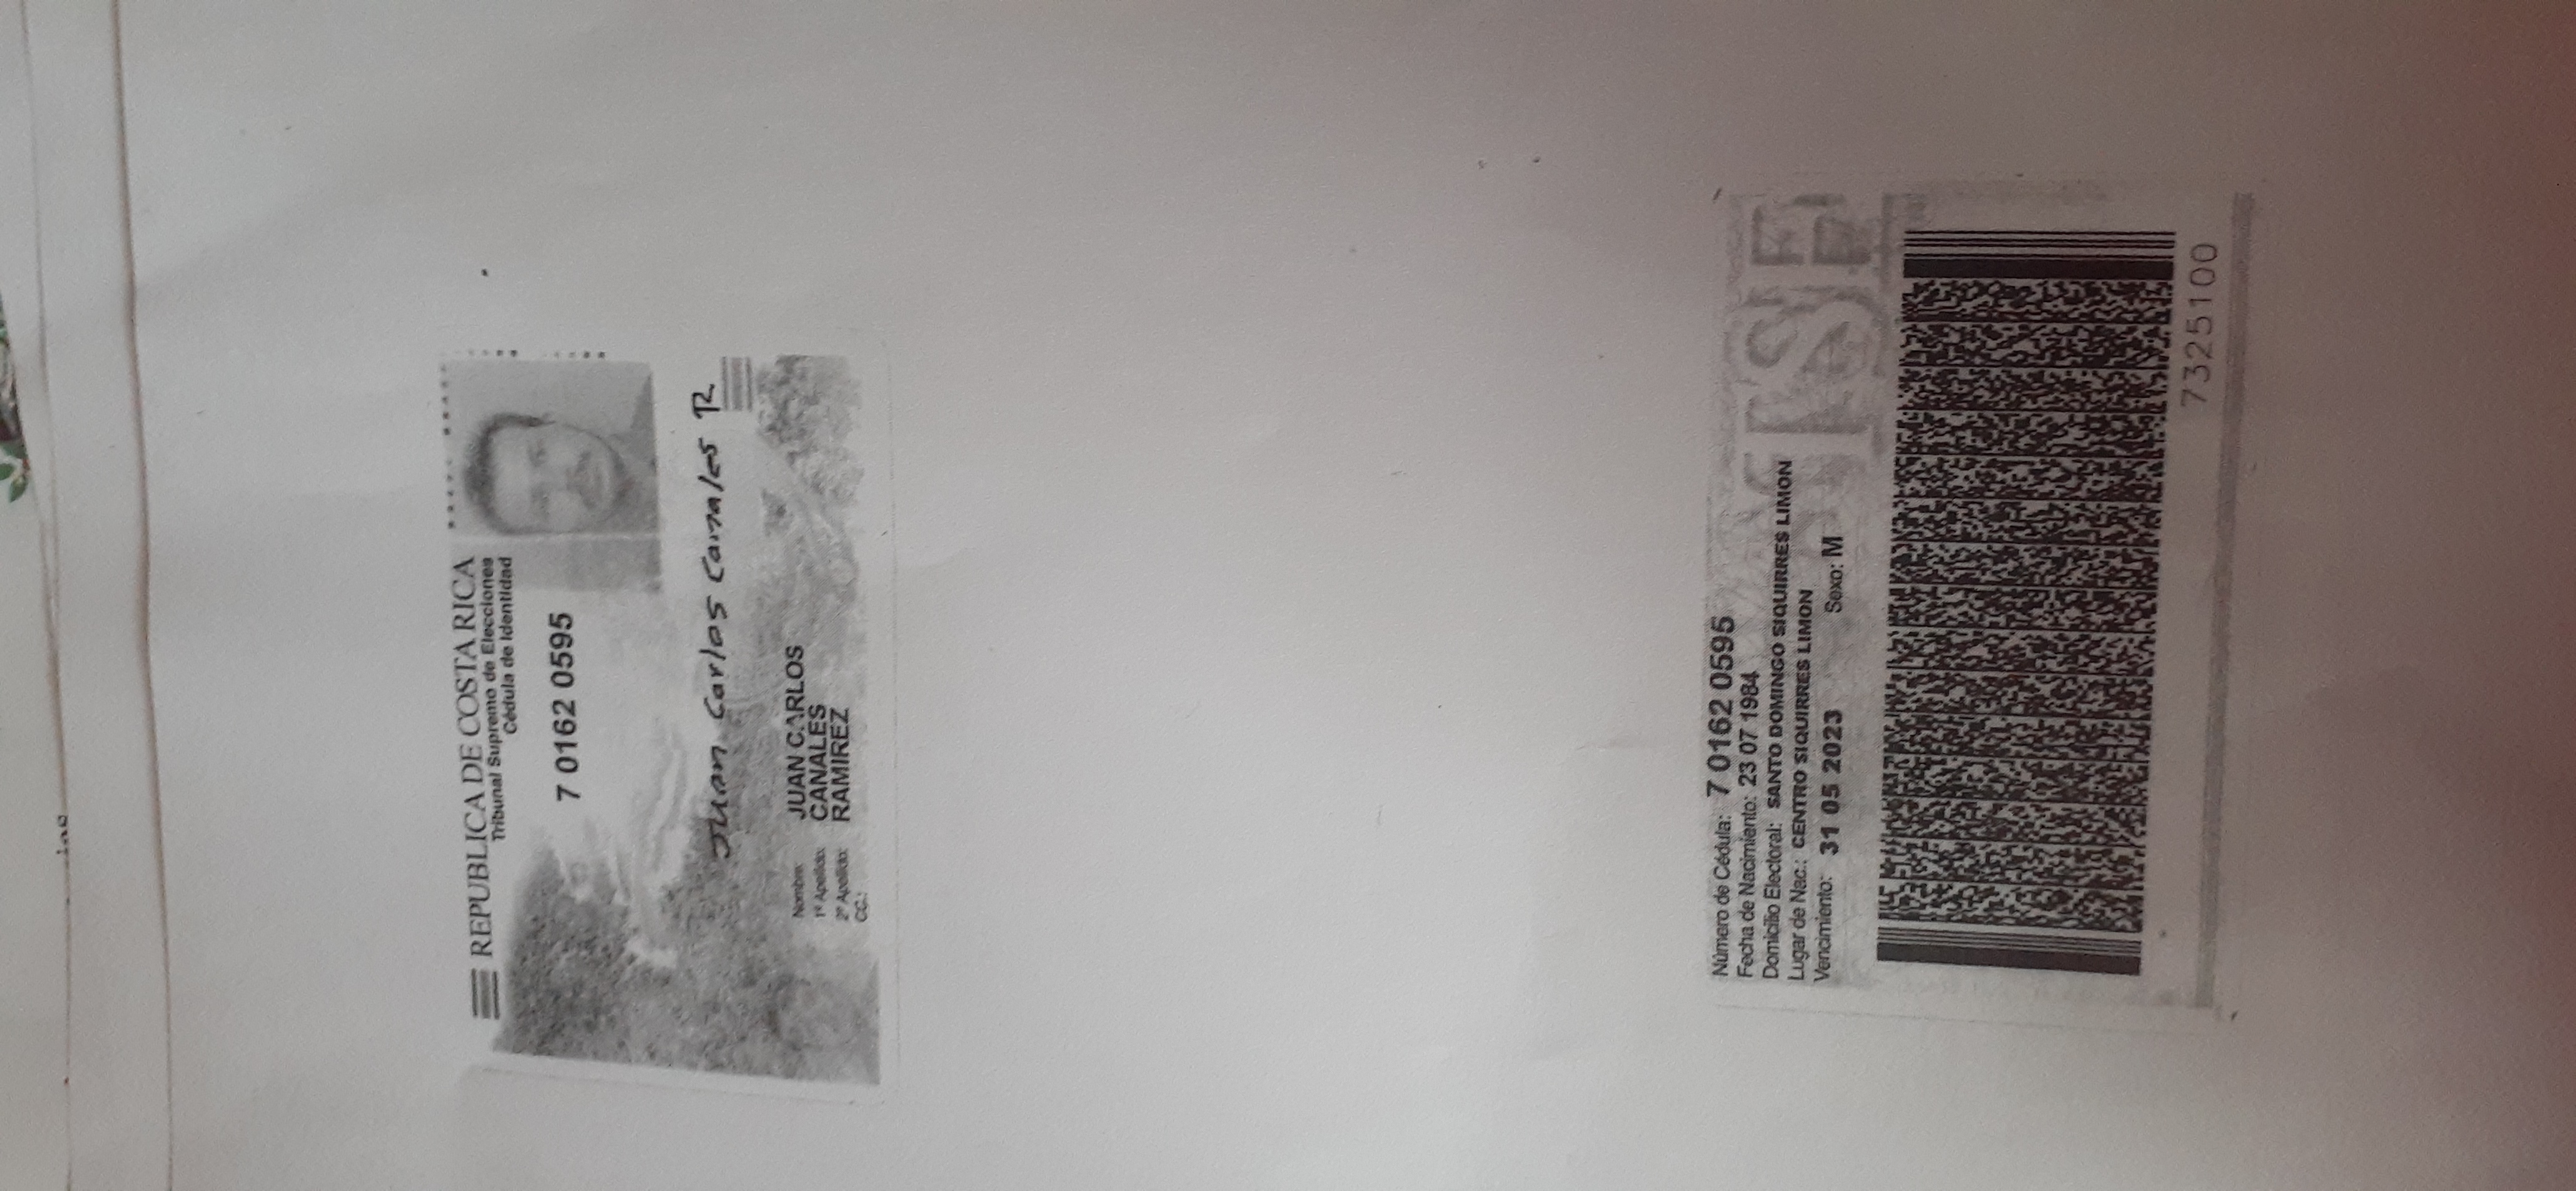 REPUBLICA DE COSTA RICA
Tribunal Supremo de Elecciones
Cédula de Identidad
7 0162 0595
Juan Carlos Canales R
Nombre: JUAN CARLOS
1º Apellido: CANALES
2º Apellido: RAMIREZ
CC.:
Número de Cédula: 7 0162 0595
Fecha de Nacimiento: 23 07 1984
Domicilio Electoral: SANTO DOMINGO SIQUIRRES LIMON
Lugar de Nac.: CENTRO SIQUIRRES LIMON
Vencimiento: 31 05 2023 Sexo: M
TSE
7325100